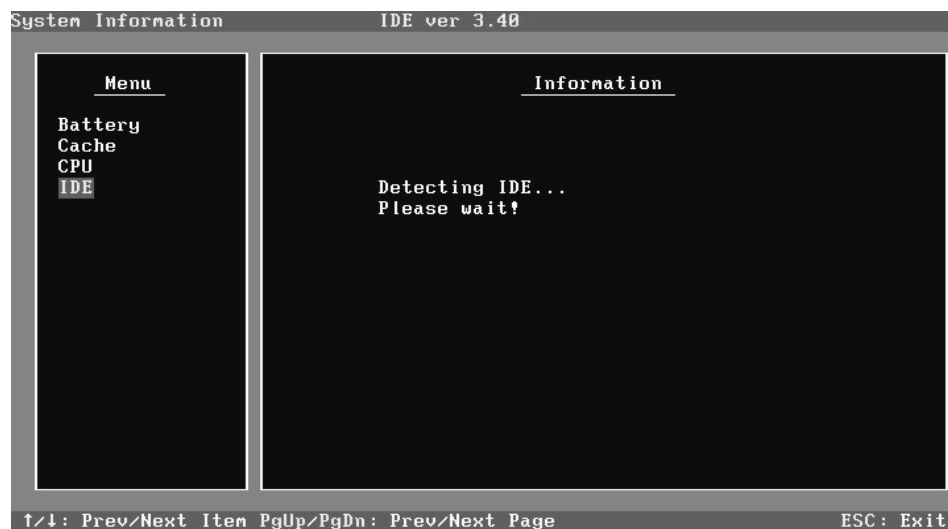 System Information IDE ver 3.40
Menu
Battery
Cache
CPU
IDE
Information
Detecting IDE...
Please wait!
↑/↓: Prev/Next Item PgUp/PgDn: Prev/Next Page ESC: Exit